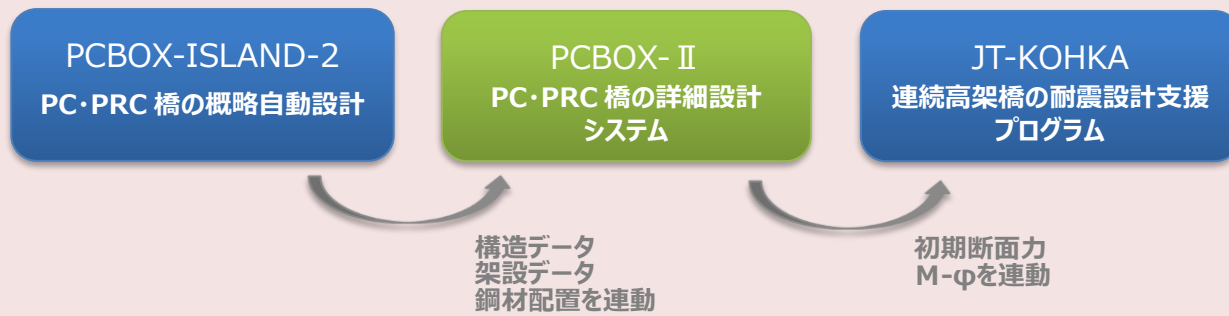 PCBOX-ISLAND-2
PC・PRC 橋の概略自動設計
PCBOX-Ⅱ
PC・PRC 橋の詳細設計
システム
JT-KOHKA
連続高架橋の耐震設計支援
プログラム
構造データ
架設データ
鋼材配置を連動
初期断面力
M-φを連動